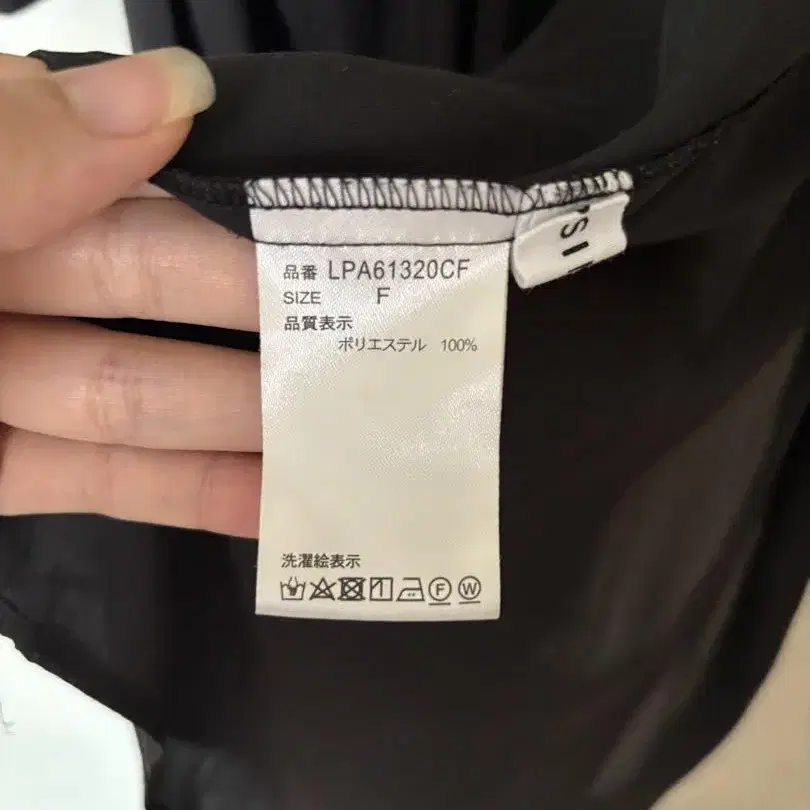 品番 LPA61320CF
SIZE F
品質表示
ポリエステル 100%
洗濯絵表示
F W